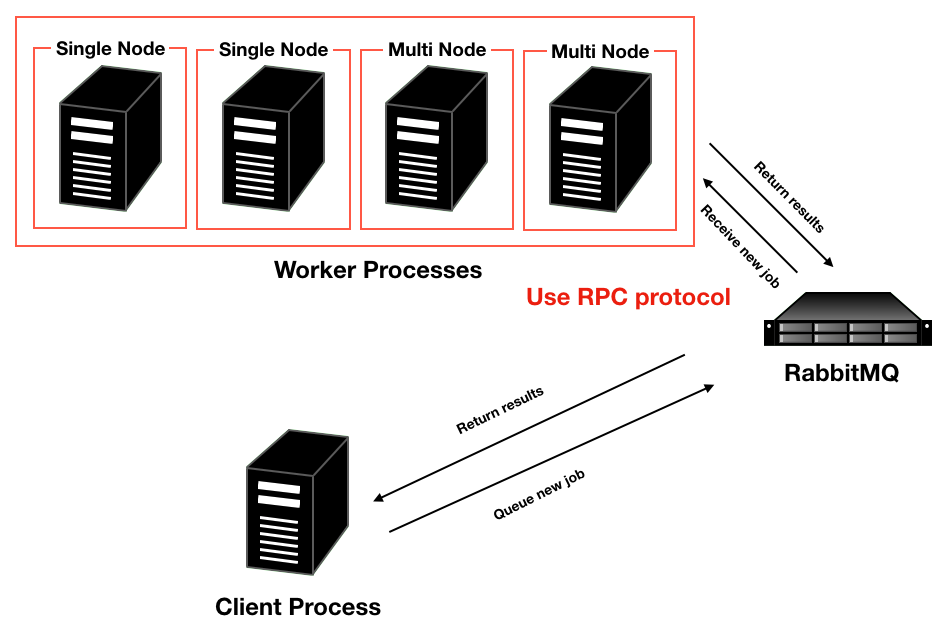 Single Node
Single Node
Multi Node
Multi Node
Return results
Receive new job
Worker Processes
Use RPC protocol
RabbitMQ
Return results
Queue new job
Client Process